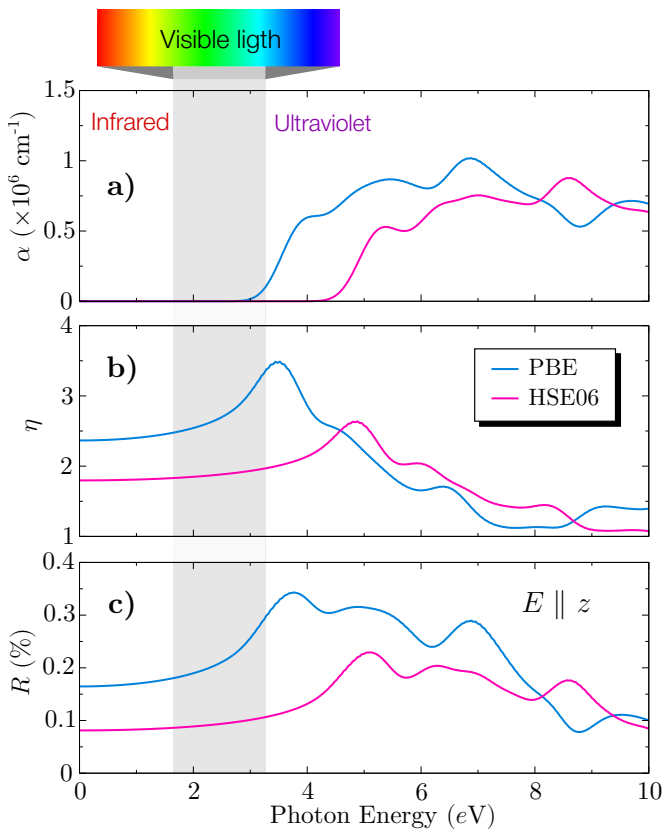 Visible ligth
Infrared
Ultraviolet
a)
α (×10⁶ cm⁻¹)
1.5
1
0.5
0
b)
η
4
3
2
1
PBE
HSE06
c)
E ∥ z
R (%)
0.4
0.3
0.2
0.1
0
0 2 4 6 8 10
Photon Energy (eV)